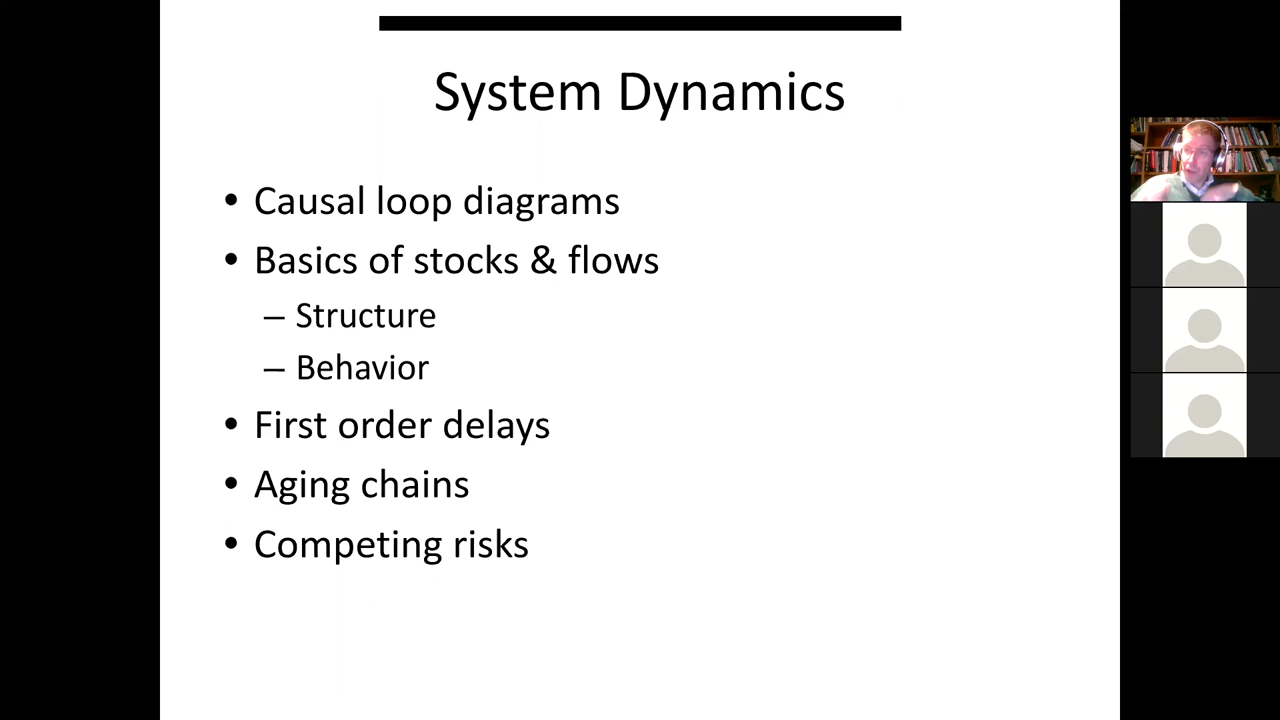 System Dynamics
• Causal loop diagrams
• Basics of stocks & flows
– Structure
– Behavior
• First order delays
• Aging chains
• Competing risks